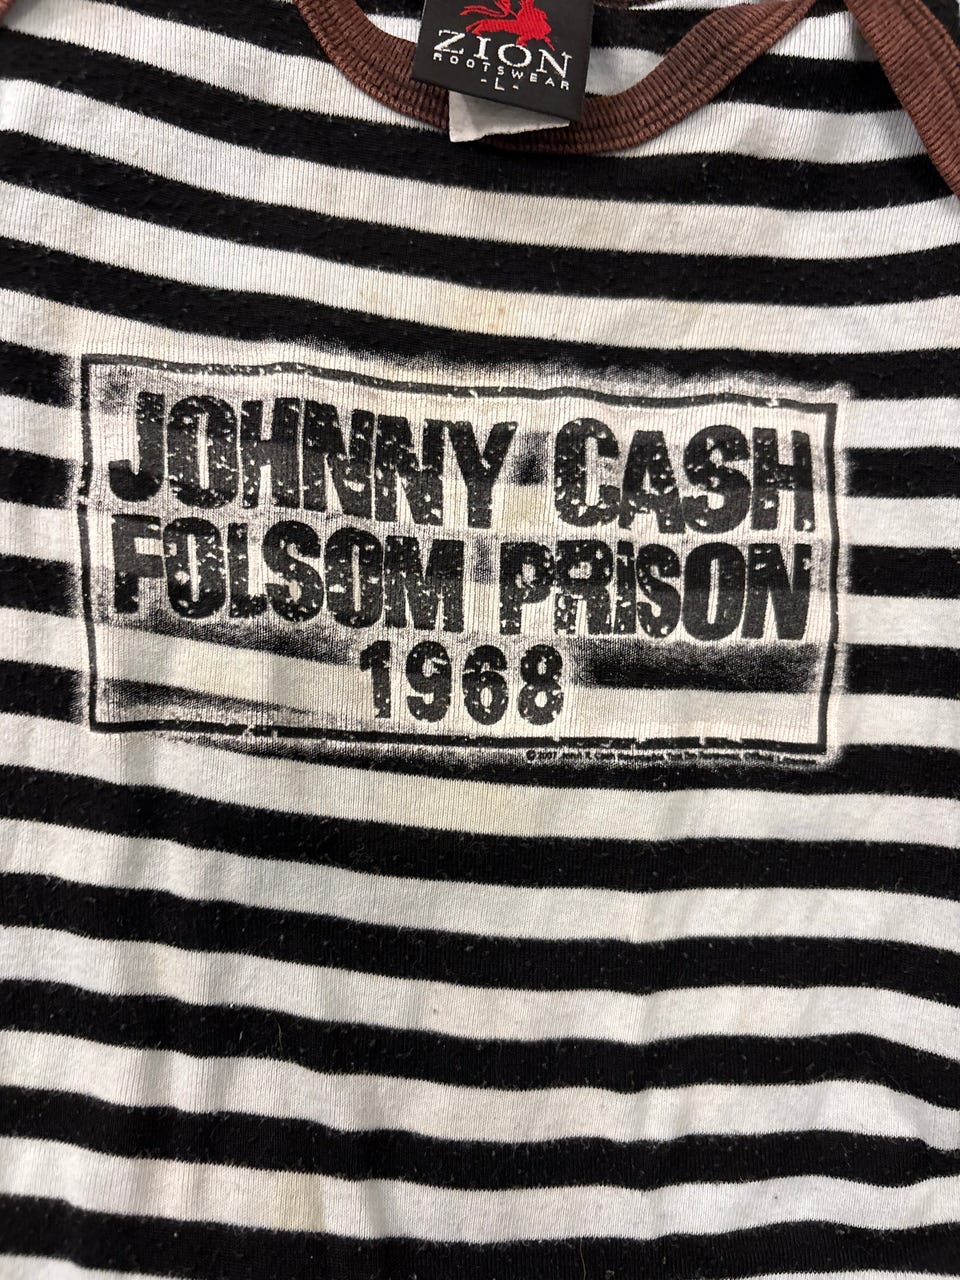 ZION
ROOTSWEAR
-L-
JOHNNY CASH
FOLSOM PRISON
1968